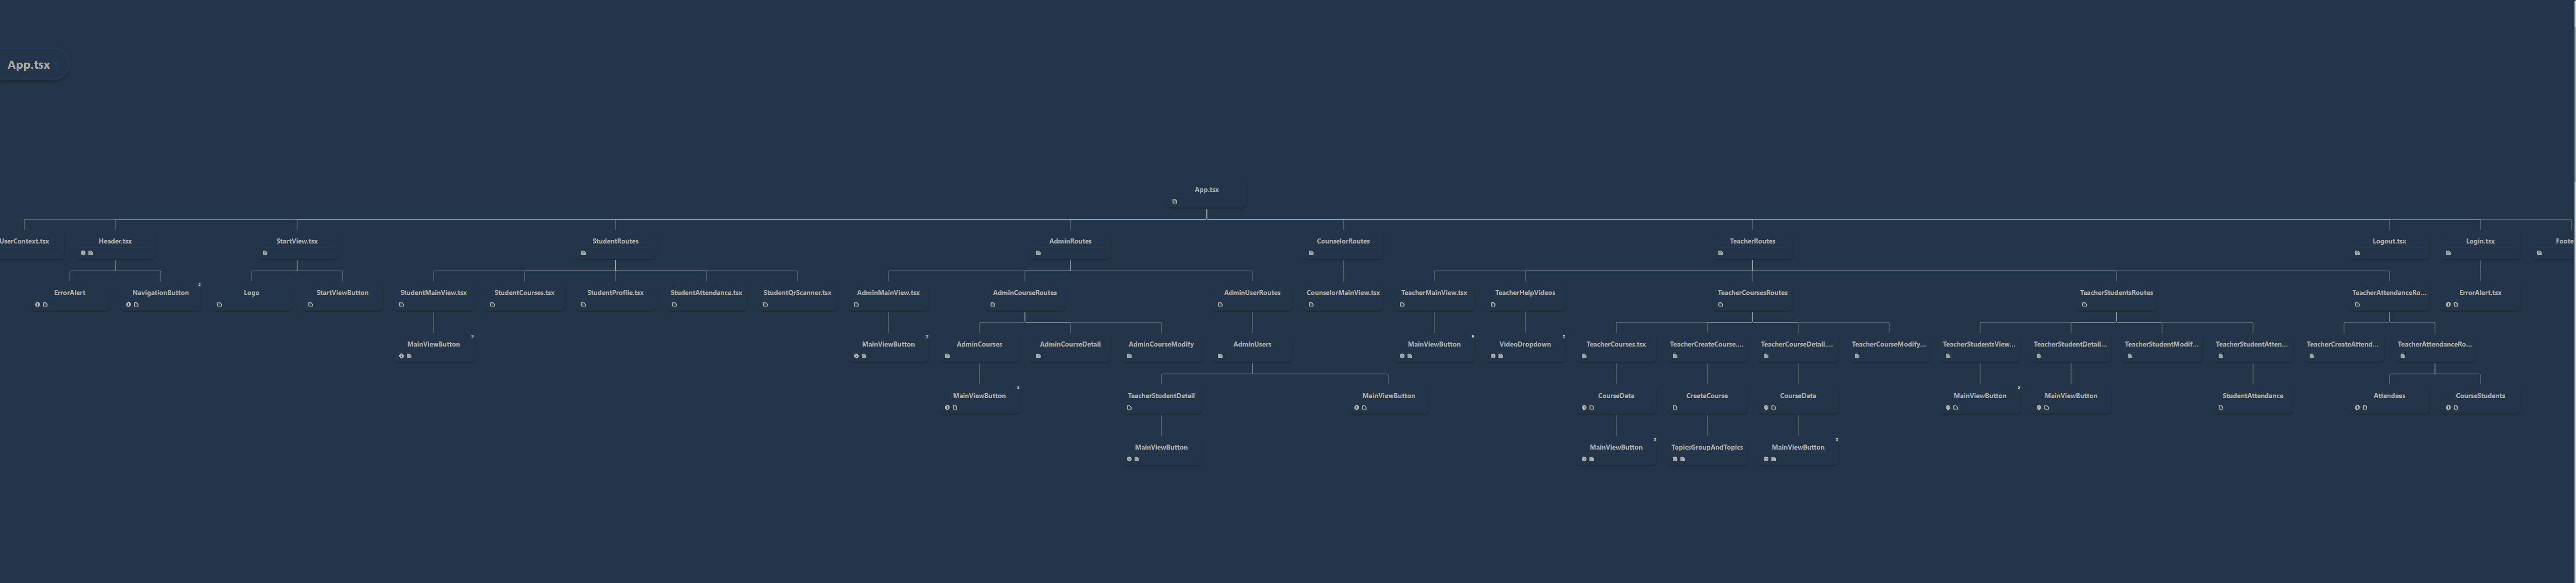 App.tsx
App.tsx
UserContext.tsx
Header.tsx
StartView.tsx
StudentRoutes
AdminRoutes
CounselorRoutes
TeacherRoutes
Logout.tsx
Login.tsx
Foote
ErrorAlert
NavigationButton
Logo
StartViewButton
StudentMainView.tsx
StudentCourses.tsx
StudentProfile.tsx
StudentAttendance.tsx
StudentQrScanner.tsx
AdminMainView.tsx
AdminCourseRoutes
AdminUserRoutes
CounselorMainView.tsx
TeacherMainView.tsx
TeacherHelpVideos
TeacherCoursesRoutes
TeacherStudentsRoutes
TeacherAttendanceRo...
ErrorAlert.tsx
MainViewButton
MainViewButton
AdminCourses
AdminCourseDetail
AdminCourseModify
AdminUsers
MainViewButton
VideoDropdown
TeacherCourses.tsx
TeacherCreateCourse....
TeacherCourseDetail....
TeacherCourseModify...
TeacherStudentsView...
TeacherStudentDetail...
TeacherStudentModif...
TeacherStudentAtten...
TeacherCreateAttend...
TeacherAttendanceRo...
MainViewButton
TeacherStudentDetail
MainViewButton
CourseData
CreateCourse
CourseData
MainViewButton
MainViewButton
StudentAttendance
Attendees
CourseStudents
MainViewButton
MainViewButton
TopicsGroupAndTopics
MainViewButton